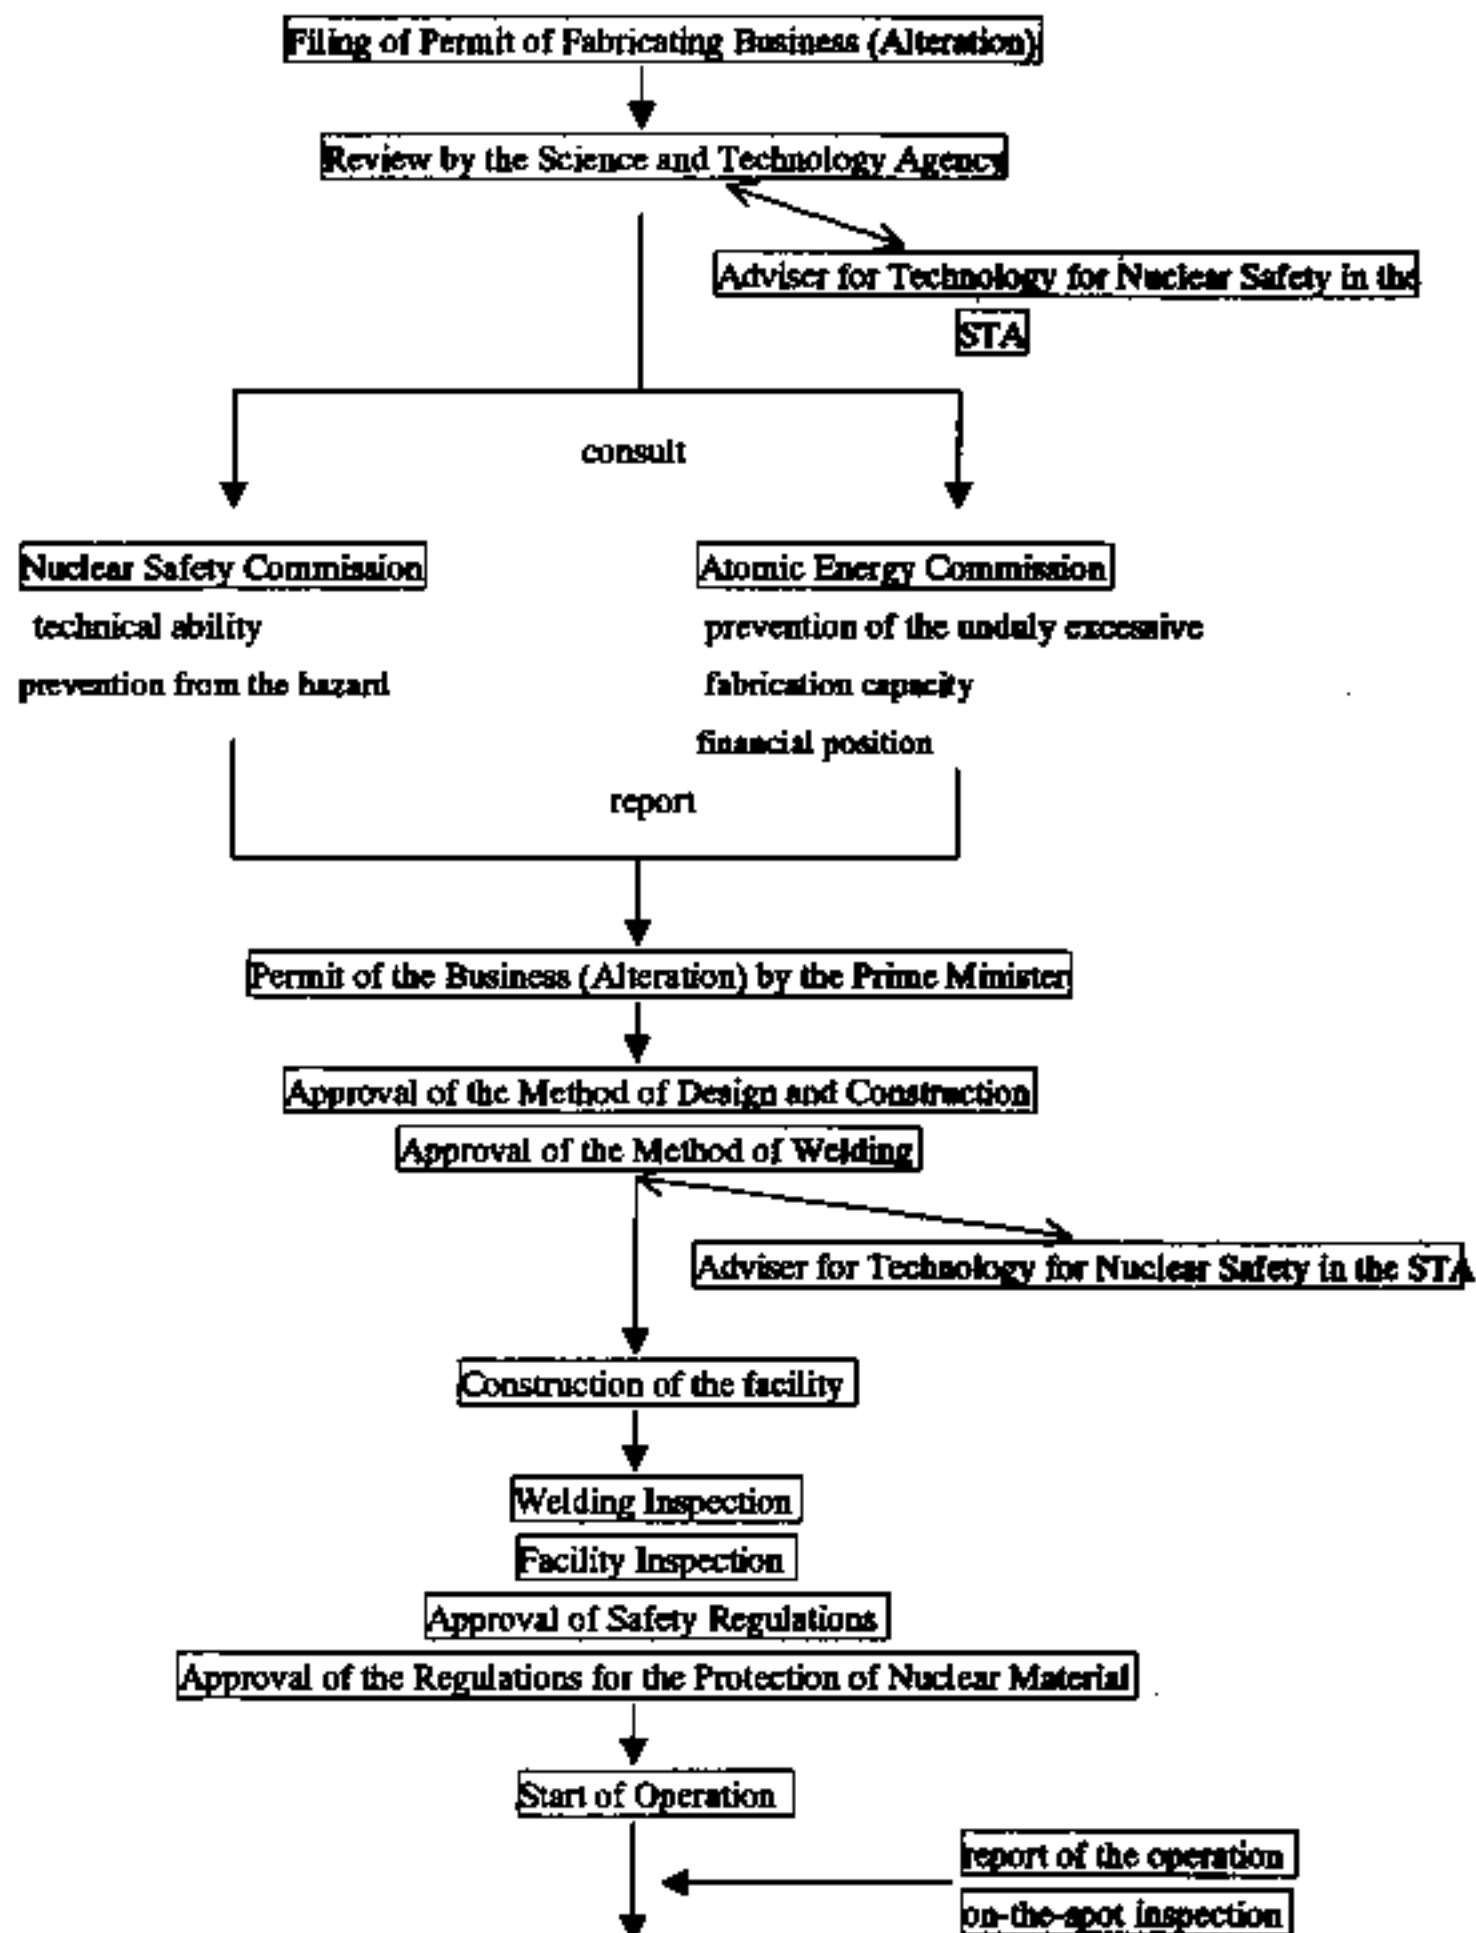 Filing of Permit of Fabricating Business (Alteration)
Review by the Science and Technology Agency
Adviser for Technology for Nuclear Safety in the
STA
consult
Nuclear Safety Commission
technical ability
prevention from the hazard
Atomic Energy Commission
prevention of the unduly excessive
fabrication capacity
financial position
report
Permit of the Business (Alteration) by the Prime Minister
Approval of the Method of Design and Construction
Approval of the Method of Welding
Adviser for Technology for Nuclear Safety in the STA
Construction of the facility
Welding Inspection
Facility Inspection
Approval of Safety Regulations
Approval of the Regulations for the Protection of Nuclear Material
Start of Operation
report of the operation
on-the-spot inspection